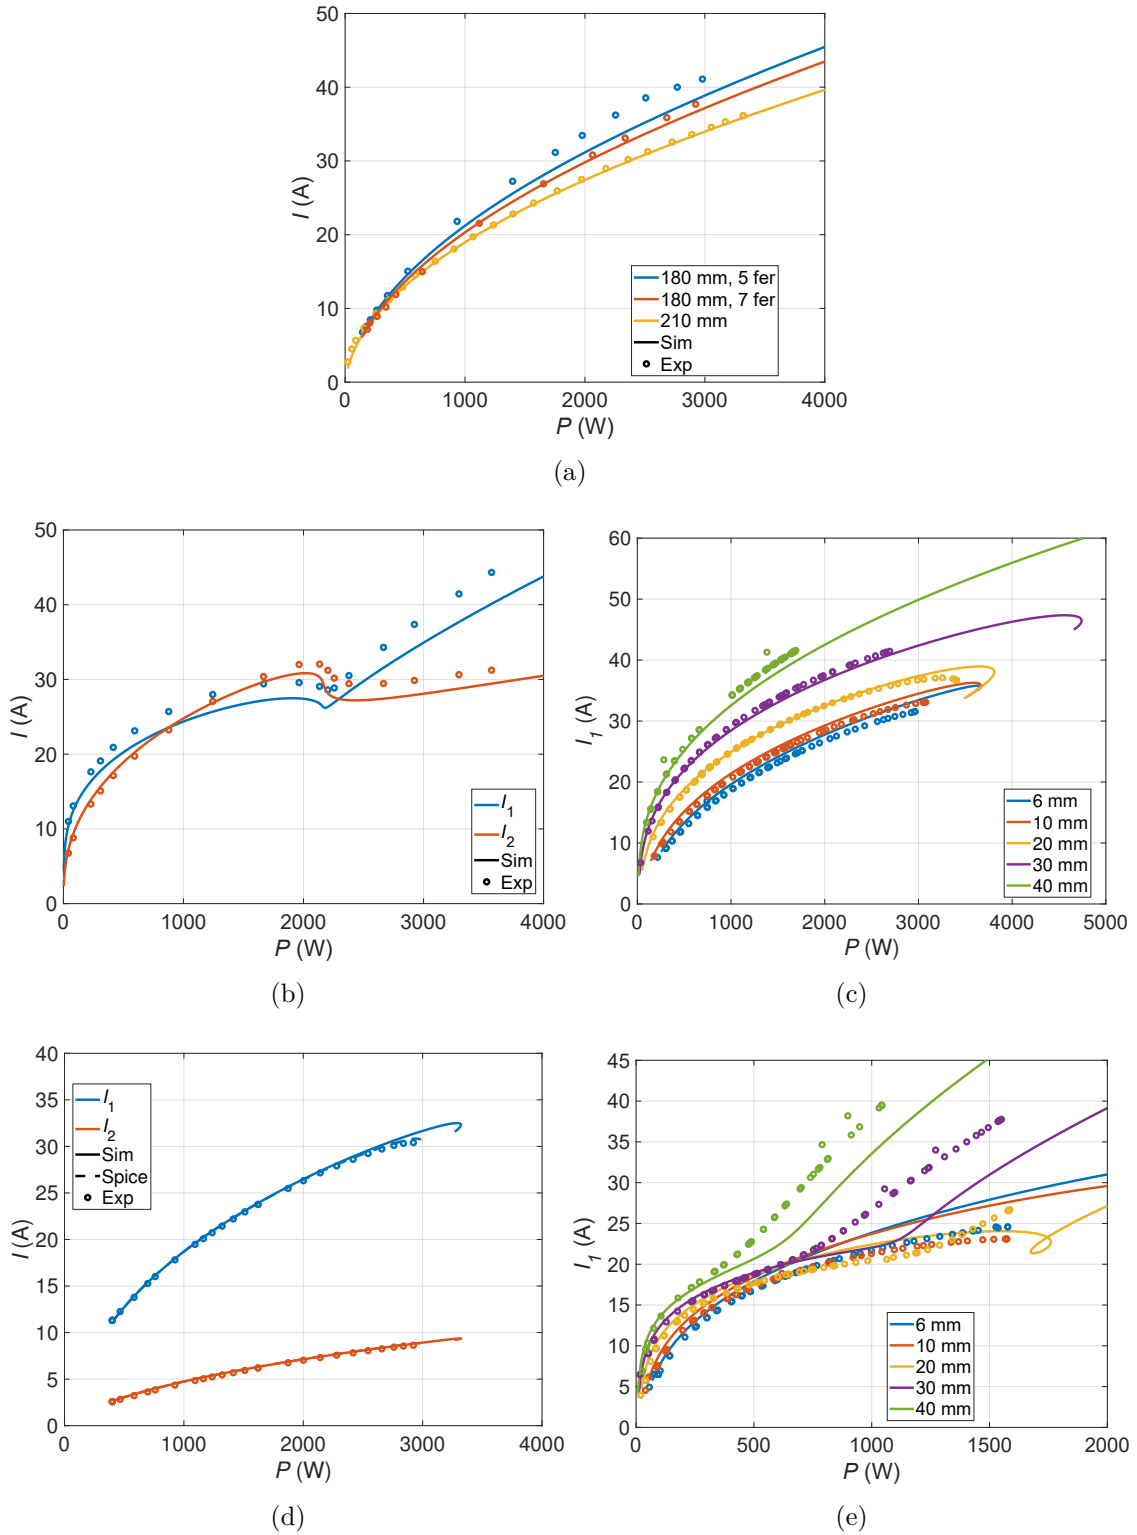 50
40
30
20
10
0
I (A)
180 mm, 5 fer
180 mm, 7 fer
210 mm
Sim
Exp
0 1000 2000 3000 4000
P (W)
(a)
50
40
30
20
10
0
I (A)
I1
I2
Sim
Exp
0 1000 2000 3000 4000
P (W)
(b)
60
50
40
30
20
10
0
I1 (A)
6 mm
10 mm
20 mm
30 mm
40 mm
0 1000 2000 3000 4000 5000
P (W)
(c)
40
35
30
25
20
15
10
5
0
I (A)
I1
I2
Sim
Spice
Exp
0 1000 2000 3000 4000
P (W)
(d)
45
40
35
30
25
20
15
10
5
0
I1 (A)
6 mm
10 mm
20 mm
30 mm
40 mm
0 500 1000 1500 2000
P (W)
(e)